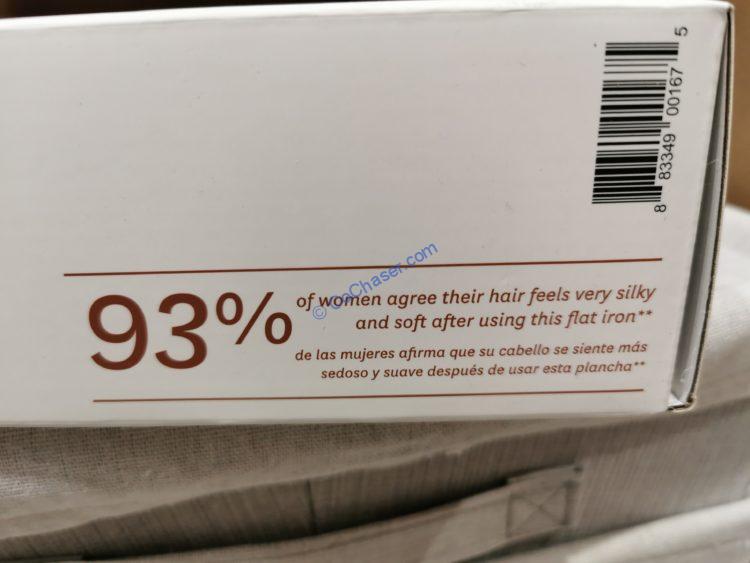 8 83349 00167 5
93%
of women agree their hair feels very silky
and soft after using this flat iron**
de las mujeres afirma que su cabello se siente más
sedoso y suave después de usar esta plancha**
© CoChaser.com